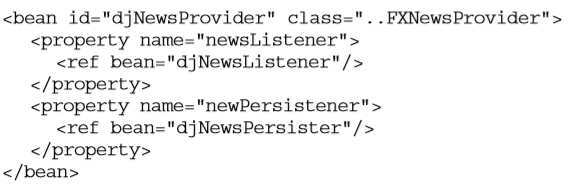 <bean id="djNewsProvider" class="..FXNewsProvider">
<property name="newsListener">
<ref bean="djNewsListener"/>
</property>
<property name="newPersistener">
<ref bean="djNewsPersister"/>
</property>
</bean>